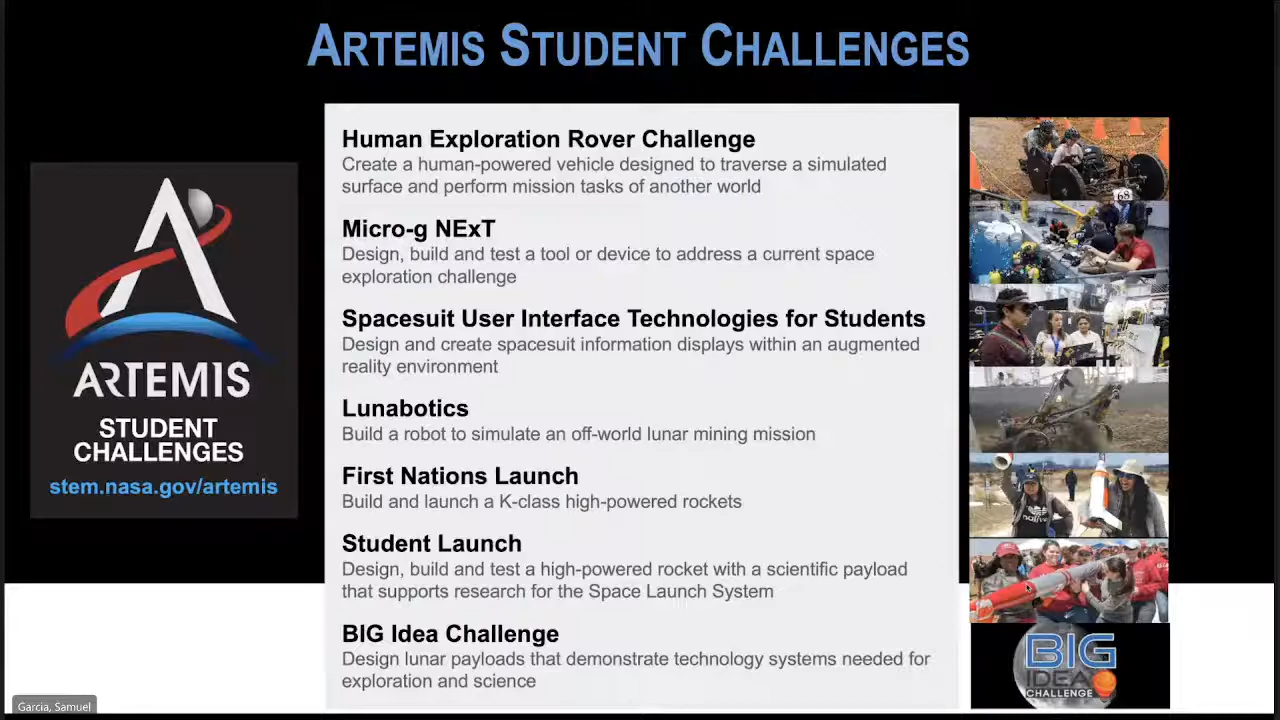 ARTEMIS STUDENT CHALLENGES
ARTEMIS
STUDENT
CHALLENGES
stem.nasa.gov/artemis
Human Exploration Rover Challenge
Create a human-powered vehicle designed to traverse a simulated
surface and perform mission tasks of another world
Micro-g NExT
Design, build and test a tool or device to address a current space
exploration challenge
Spacesuit User Interface Technologies for Students
Design and create spacesuit information displays within an augmented
reality environment
Lunabotics
Build a robot to simulate an off-world lunar mining mission
First Nations Launch
Build and launch a K-class high-powered rockets
Student Launch
Design, build and test a high-powered rocket with a scientific payload
that supports research for the Space Launch System
BIG Idea Challenge
Design unar payloads that demonstrate technology systems needed for
exploration and science
68
native
BIG
IDEA
CHALLENGE
Garcia, Samuel